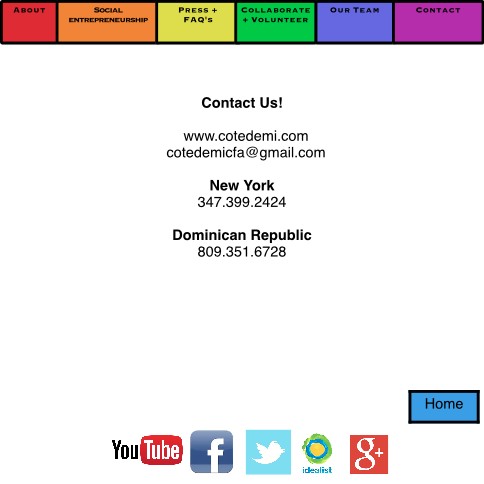 About
Social
entrepreneurship
Press +
FAQ's
Collaborate
+ Volunteer
Our Team
Contact
Contact Us!
www.cotedemi.com
cotedemicfa@gmail.com
New York
347.399.2424
Dominican Republic
809.351.6728
Home
YouTube
f
idealist
g+